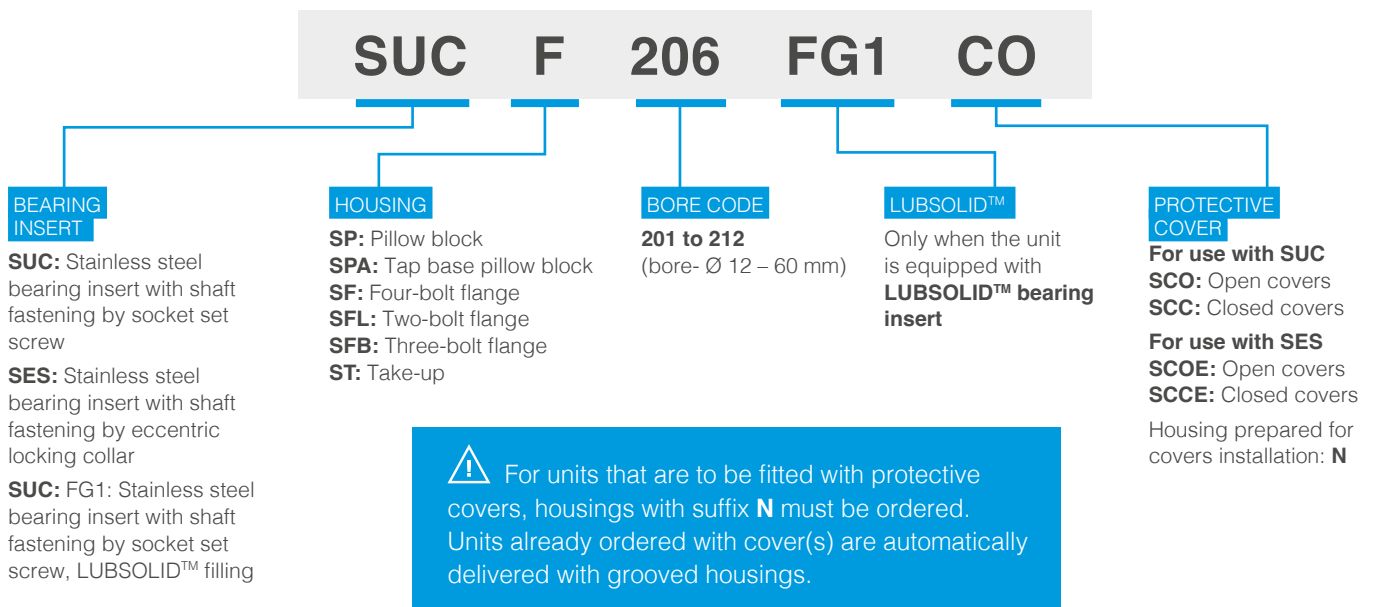 SUC F 206 FG1 CO
BEARING
INSERT
SUC: Stainless steel
bearing insert with shaft
fastening by socket set
screw
SES: Stainless steel
bearing insert with shaft
fastening by eccentric
locking collar
SUC: FG1: Stainless steel
bearing insert with shaft
fastening by socket set
screw, LUBSOLID™ filling
HOUSING
SP: Pillow block
SPA: Tap base pillow block
SF: Four-bolt flange
SFL: Two-bolt flange
SFB: Three-bolt flange
ST: Take-up
BORE CODE
201 to 212
(bore- Ø 12 – 60 mm)
LUBSOLID™
Only when the unit
is equipped with
LUBSOLID™ bearing
insert
PROTECTIVE
COVER
For use with SUC
SCO: Open covers
SCC: Closed covers
For use with SES
SCOE: Open covers
SCCE: Closed covers
Housing prepared for
covers installation: N
For units that are to be fitted with protective
covers, housings with suffix N must be ordered.
Units already ordered with cover(s) are automatically
delivered with grooved housings.